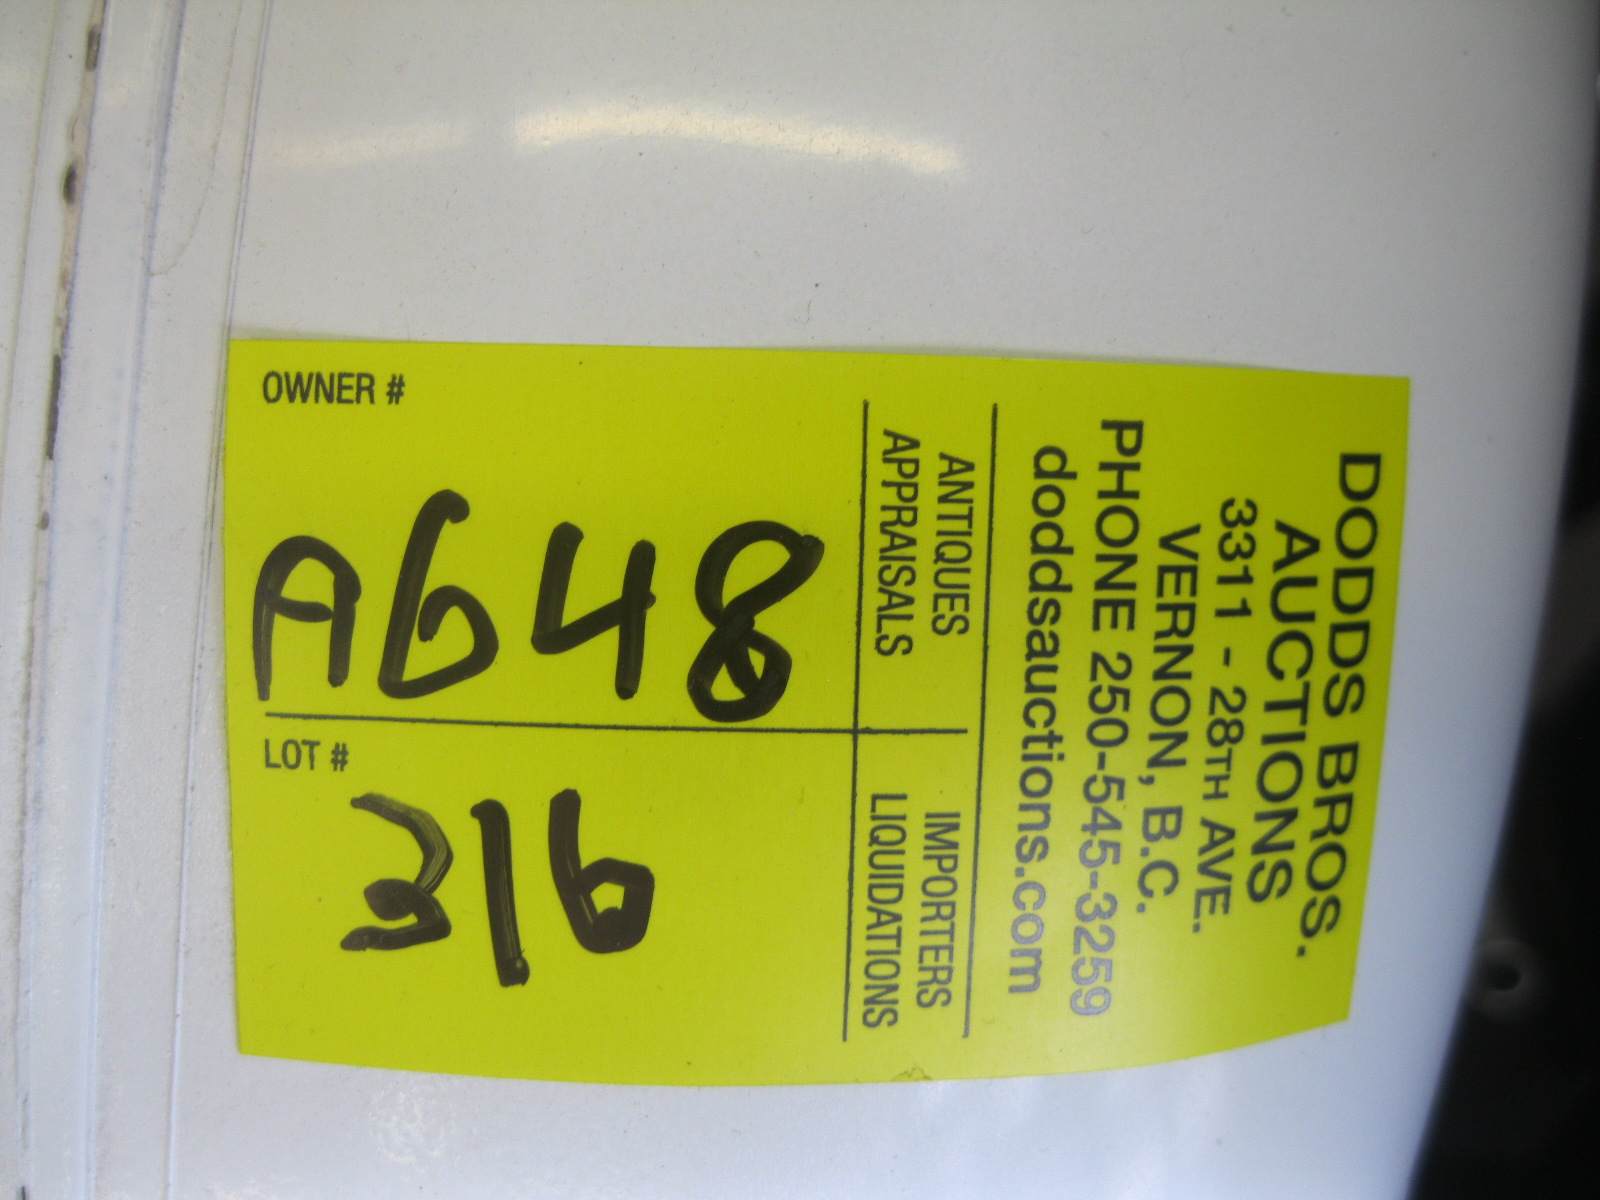 DODDS BROS.
AUCTIONS
3311 - 28TH AVE.
VERNON, B.C.
PHONE 250-545-3259
doddsauctions.com
ANTIQUES
APPRAISALS
IMPORTERS
LIQUIDATIONS
OWNER #
A648
LOT #
316